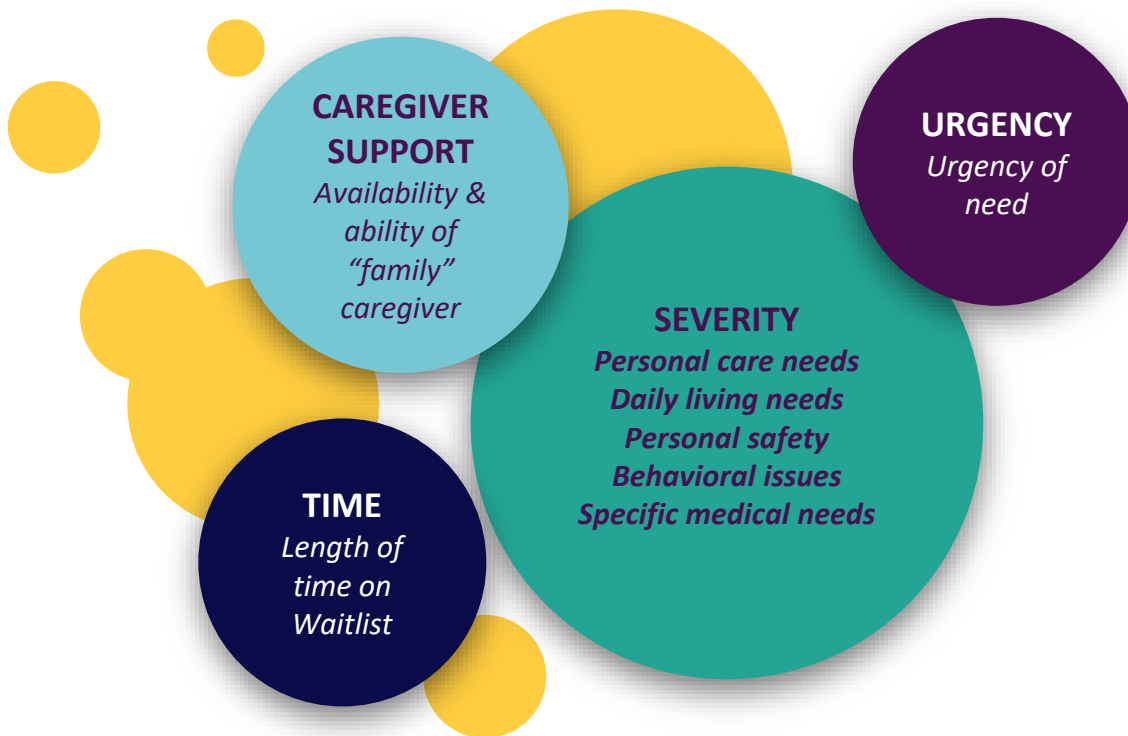 CAREGIVER
SUPPORT
Availability &
ability of
“family”
caregiver
URGENCY
Urgency of
need
SEVERITY
Personal care needs
Daily living needs
Personal safety
Behavioral issues
Specific medical needs
TIME
Length of
time on
Waitlist